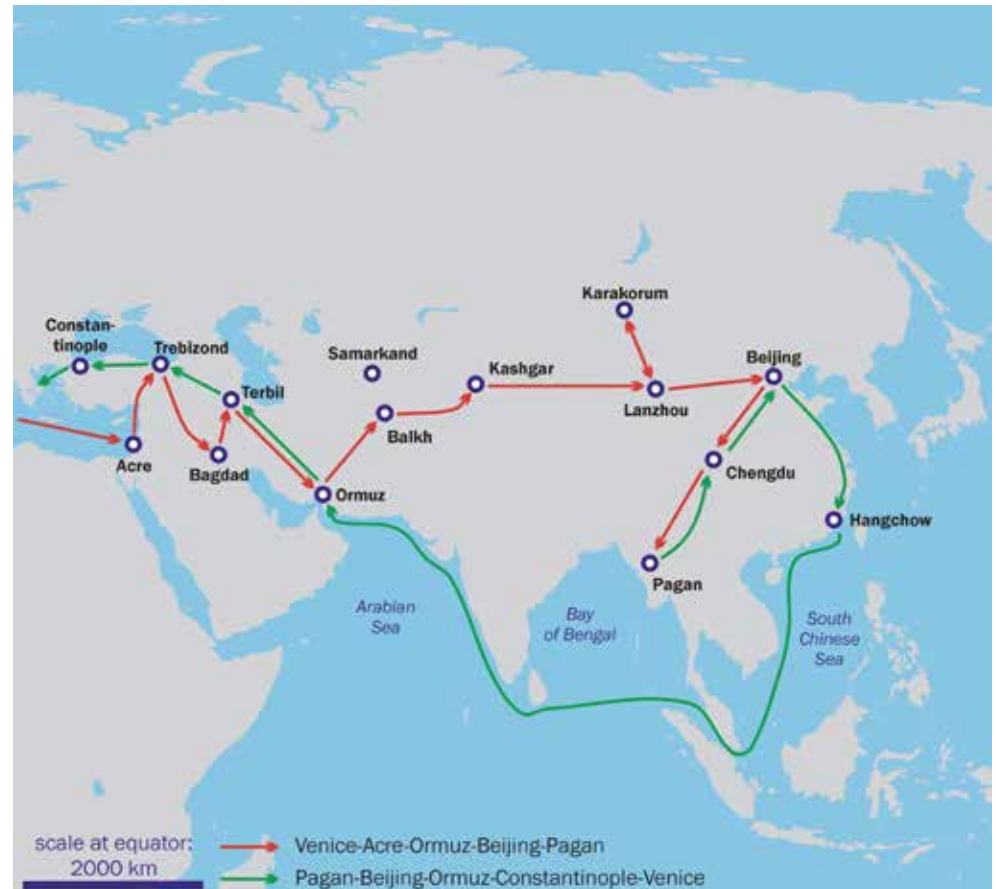 Karakorum
Constan-
tinople
Trebizond
Samarkand
Kashgar
Beijing
Terbil
Lanzhou
Balkh
Acre
Bagdad
Chengdu
Ormuz
Hangchow
Pagan
Arabian
Sea
Bay
of Bengal
South
Chinese
Sea
scale at equator:
2000 km
Venice-Acre-Ormuz-Beijing-Pagan
Pagan-Beijing-Ormuz-Constantinople-Venice